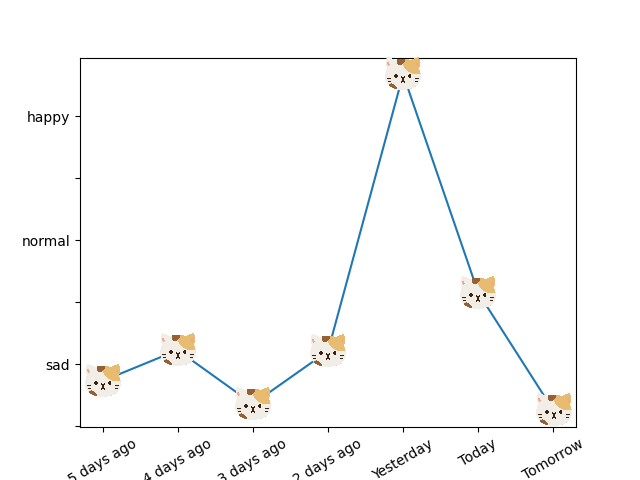 happy
normal
sad
5 days ago
4 days ago
3 days ago
2 days ago
Yesterday
Today
Tomorrow